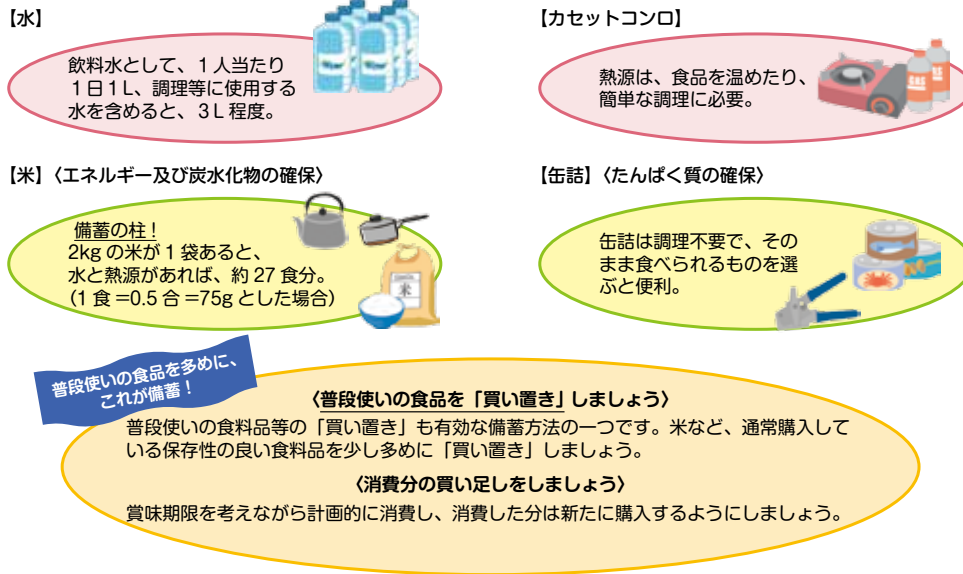 【水】
飲料水として、1人当たり
1日1L、調理等に使用する
水を含めると、3L程度。
【カセットコンロ】
熱源は、食品を温めたり、
簡単な調理に必要。
【米】〈エネルギー及び炭水化物の確保〉
備蓄の柱！
2kgの米が1袋あると、
水と熱源があれば、約27食分。
(1食=0.5合=75gとした場合)
米
【缶詰】〈たんぱく質の確保〉
缶詰は調理不要で、その
まま食べられるものを選
ぶと便利。
普段使いの食品を多めに、
これが備蓄！
〈普段使いの食品を「買い置き」しましょう〉
普段使いの食料品等の「買い置き」も有効な備蓄方法の一つです。米など、通常購入して
いる保存性の良い食料品を少し多めに「買い置き」しましょう。
〈消費分の買い足しをしましょう〉
賞味期限を考えながら計画的に消費し、消費した分は新たに購入するようにしましょう。